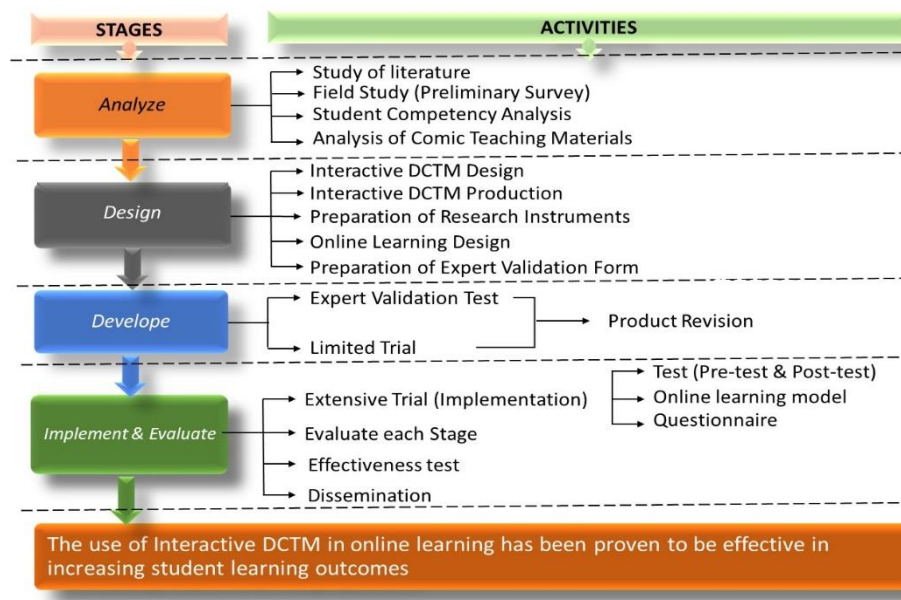 STAGES
ACTIVITIES
Analyze
Study of literature
Field Study (Preliminary Survey)
Student Competency Analysis
Analysis of Comic Teaching Materials
Design
Interactive DCTM Design
Interactive DCTM Production
Preparation of Research Instruments
Online Learning Design
Preparation of Expert Validation Form
Develope
Expert Validation Test
Limited Trial
Product Revision
Implement & Evaluate
Extensive Trial (Implementation)
Evaluate each Stage
Effectiveness test
Dissemination
Test (Pre-test & Post-test)
Online learning model
Questionnaire
The use of Interactive DCTM in online learning has been proven to be effective in
increasing student learning outcomes